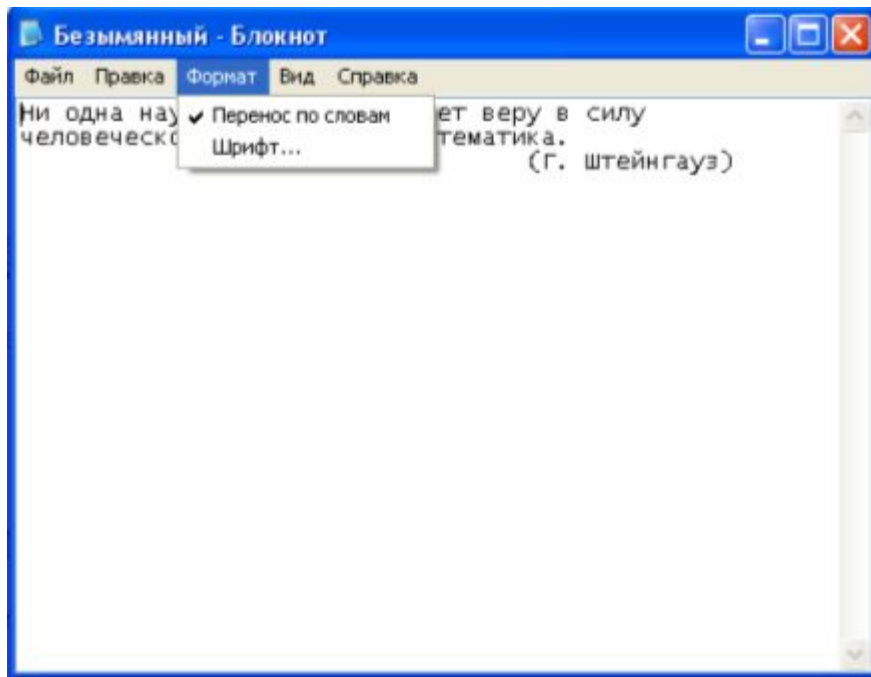 Безымянный - Блокнот
Файл Правка Формат Вид Справка
Ни одна нау ет веру в силу
человеческо тематика.
(Г. Штейнгауз)
✔ Перенос по словам
Шрифт...